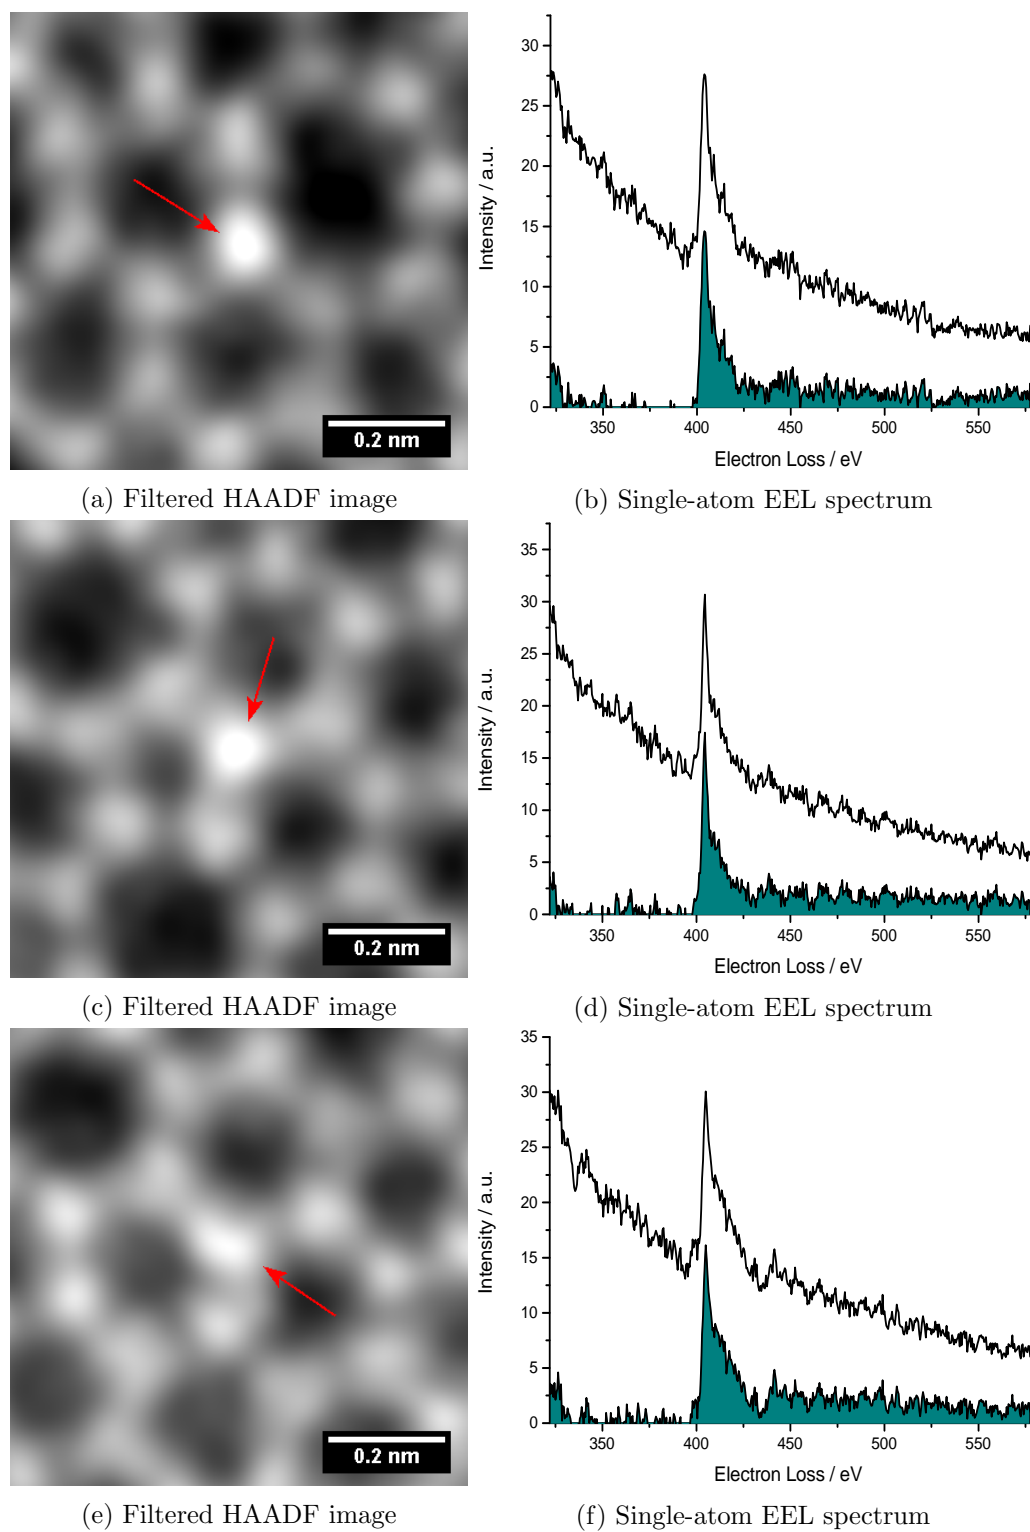 0.2 nm
30
25
20
15
10
5
0
350 400 450 500 550
Intensity / a.u.
Electron Loss / eV
(a) Filtered HAADF image
(b) Single-atom EEL spectrum
0.2 nm
35
30
25
20
15
10
5
0
350 400 450 500 550
Intensity / a.u.
Electron Loss / eV
(c) Filtered HAADF image
(d) Single-atom EEL spectrum
0.2 nm
35
30
25
20
15
10
5
0
350 400 450 500 550
Intensity / a.u.
Electron Loss / eV
(e) Filtered HAADF image
(f) Single-atom EEL spectrum